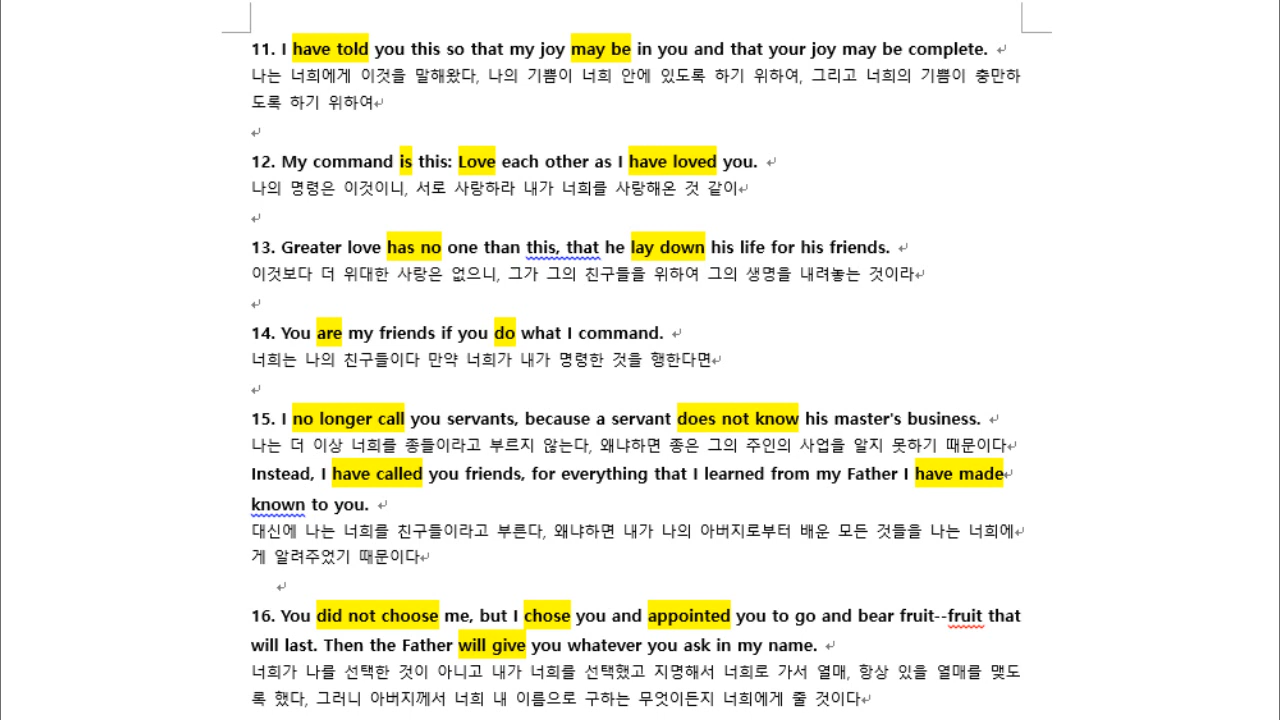 11. I have told you this so that my joy may be in you and that your joy may be complete.
나는 너희에게 이것을 말해왔다, 나의 기쁨이 너희 안에 있도록 하기 위하여, 그리고 너희의 기쁨이 충만하
도록 하기 위하여
12. My command is this: Love each other as I have loved you.
나의 명령은 이것이니, 서로 사랑하라 내가 너희를 사랑해온 것 같이
13. Greater love has no one than this, that he lay down his life for his friends.
이것보다 더 위대한 사랑은 없으니, 그가 그의 친구들을 위하여 그의 생명을 내려놓는 것이라
14. You are my friends if you do what I command.
너희는 나의 친구들이다 만약 너희가 내가 명령한 것을 행한다면
15. I no longer call you servants, because a servant does not know his master's business.
나는 더 이상 너희를 종들이라고 부르지 않는다, 왜냐하면 종은 그의 주인의 사업을 알지 못하기 때문이다
Instead, I have called you friends, for everything that I learned from my Father I have made
known to you.
대신에 나는 너희를 친구들이라고 부른다, 왜냐하면 내가 나의 아버지로부터 배운 모든 것들을 나는 너희에
게 알려주었기 때문이다
16. You did not choose me, but I chose you and appointed you to go and bear fruit--fruit that
will last. Then the Father will give you whatever you ask in my name.
너희가 나를 선택한 것이 아니고 내가 너희를 선택했고 지명해서 너희로 가서 열매, 항상 있을 열매를 맺도
록 했다, 그러니 아버지께서 너희 내 이름으로 구하는 무엇이든지 너희에게 줄 것이다